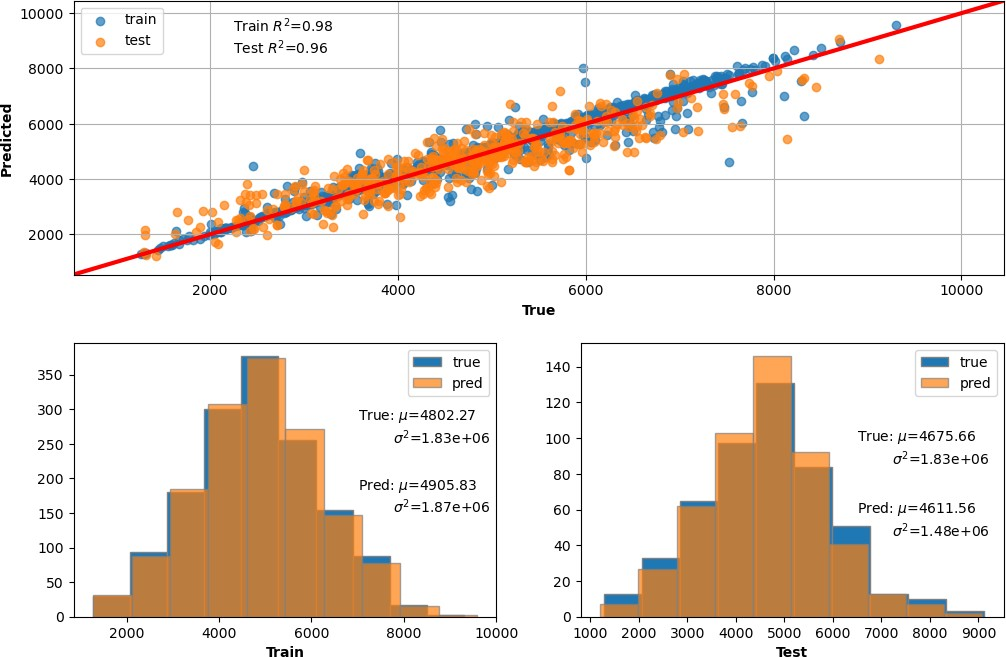 10000
8000
6000
4000
2000
Predicted
train
test
Train R²=0.98
Test R²=0.96
2000 4000 6000 8000 10000
True
350
300
250
200
150
100
50
0
true
pred
True: μ=4802.27
σ²=1.83e+06
Pred: μ=4905.83
σ²=1.87e+06
2000 4000 6000 8000 10000
Train
140
120
100
80
60
40
20
0
true
pred
True: μ=4675.66
σ²=1.83e+06
Pred: μ=4611.56
σ²=1.48e+06
1000 2000 3000 4000 5000 6000 7000 8000 9000
Test